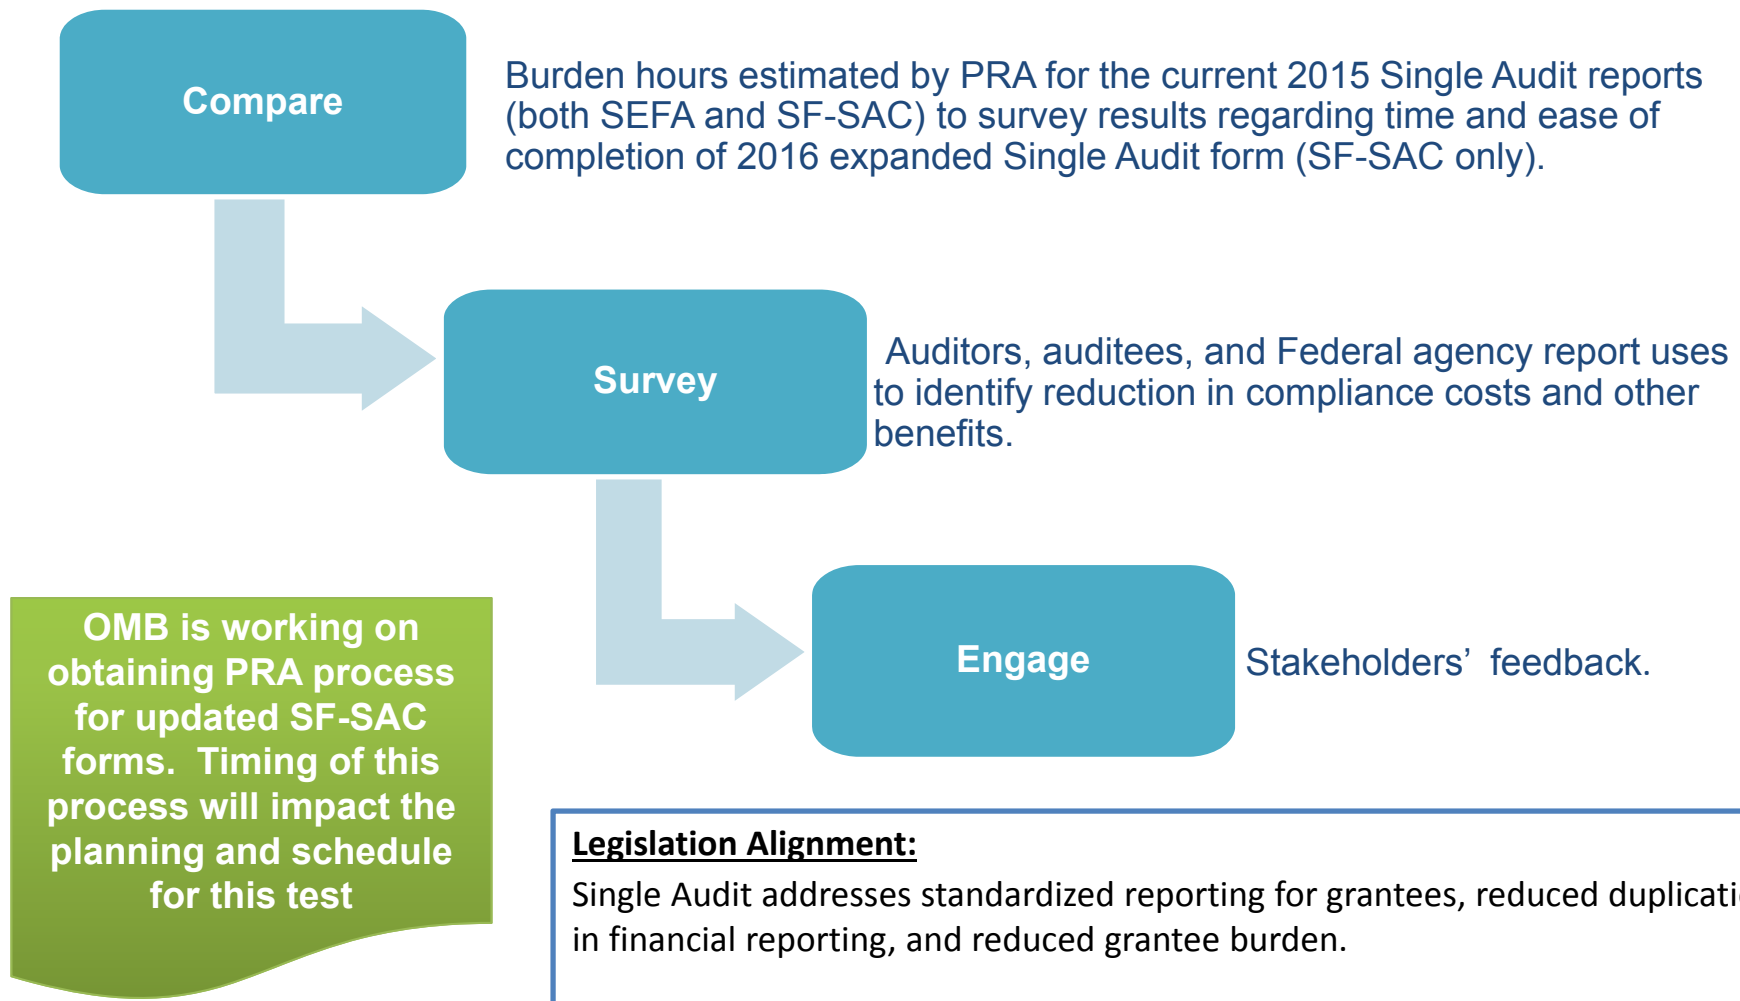 Compare
Burden hours estimated by PRA for the current 2015 Single Audit reports
(both SEFA and SF-SAC) to survey results regarding time and ease of
completion of 2016 expanded Single Audit form (SF-SAC only).
Survey
Auditors, auditees, and Federal agency report uses
to identify reduction in compliance costs and other
benefits.
Engage
Stakeholders’ feedback.
OMB is working on
obtaining PRA process
for updated SF-SAC
forms. Timing of this
process will impact the
planning and schedule
for this test
Legislation Alignment:
Single Audit addresses standardized reporting for grantees, reduced
in financial reporting, and reduced grantee burden.